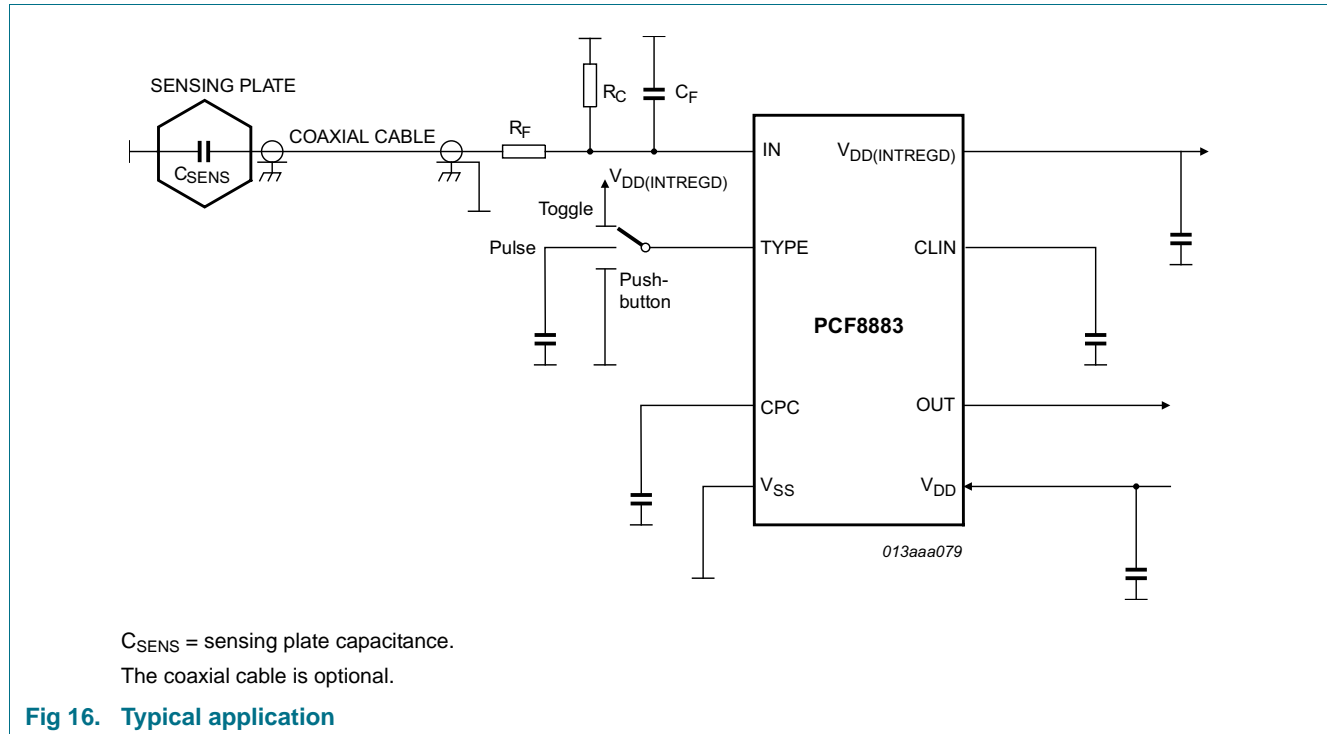 SENSING PLATE
C_SENS
COAXIAL CABLE
R_F
R_C
C_F
V_DD(INTREGD)
Toggle
Pulse
Push-
button
IN
TYPE
CPC
V_SS
PCF8883
V_DD(INTREGD)
CLIN
OUT
V_DD
013aaa079
C_SENS = sensing plate capacitance.
The coaxial cable is optional.
Fig 16. Typical application